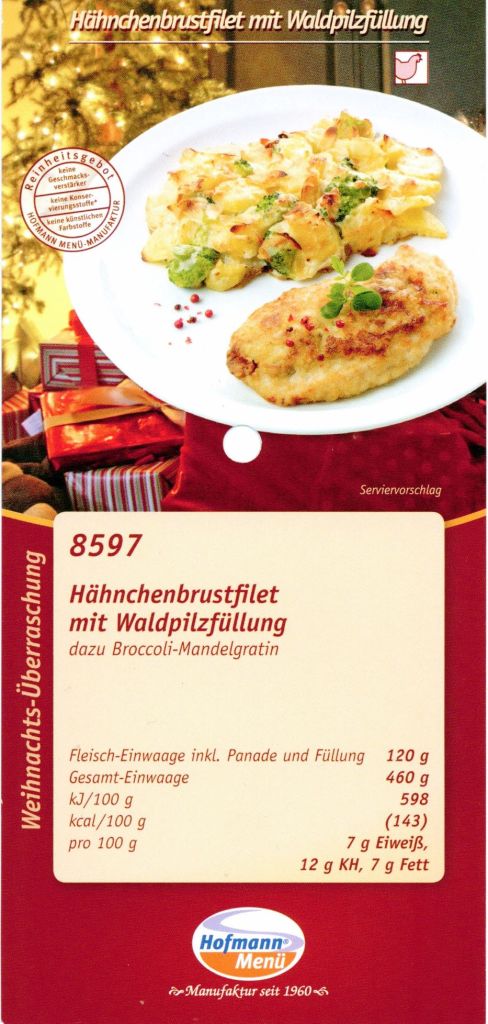 Hähnchenbrustfilet mit Waldpilzfüllung
Reinheitsgebot
keine
Geschmacks-
verstärker
keine Konser-
vierungsstoffe*
keine künstlichen
Farbstoffe
HOFMANN MENÜ-MANUFAKTUR
Serviervorschlag
Weihnachts-Überraschung
8597
Hähnchenbrustfilet
mit Waldpilzfüllung
dazu Broccoli-Mandelgratin
Fleisch-Einwaage inkl. Panade und Füllung 120 g
Gesamt-Einwaage 460 g
kJ/100 g 598
kcal/100 g (143)
pro 100 g 7 g Eiweiß,
12 g KH, 7 g Fett
Hofmann®
Menü
Manufaktur seit 1960